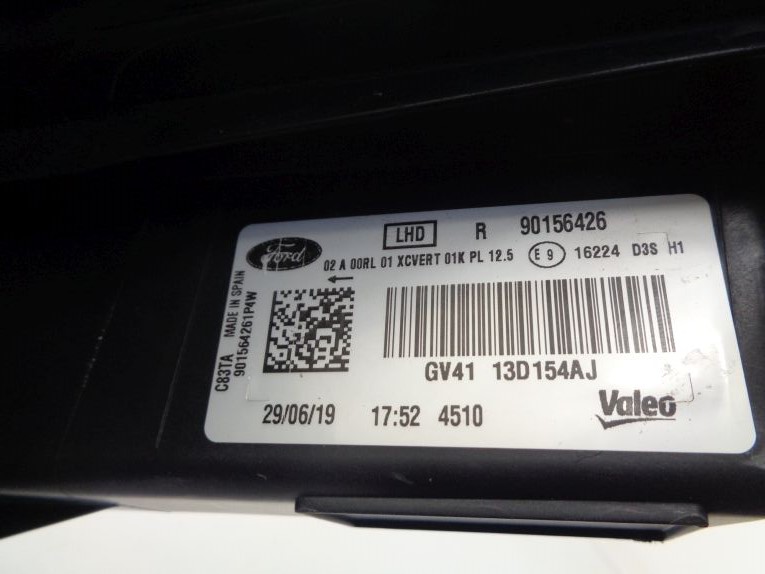 Ford
LHD R 90156426
02 A 00RL 01 XCVERT 01K PL 12.5 E 9 16224 D3S H1
C83TA MADE IN SPAIN
901564261P4W
GV41 13D154AJ
29/06/19 17:52 4510
Valeo